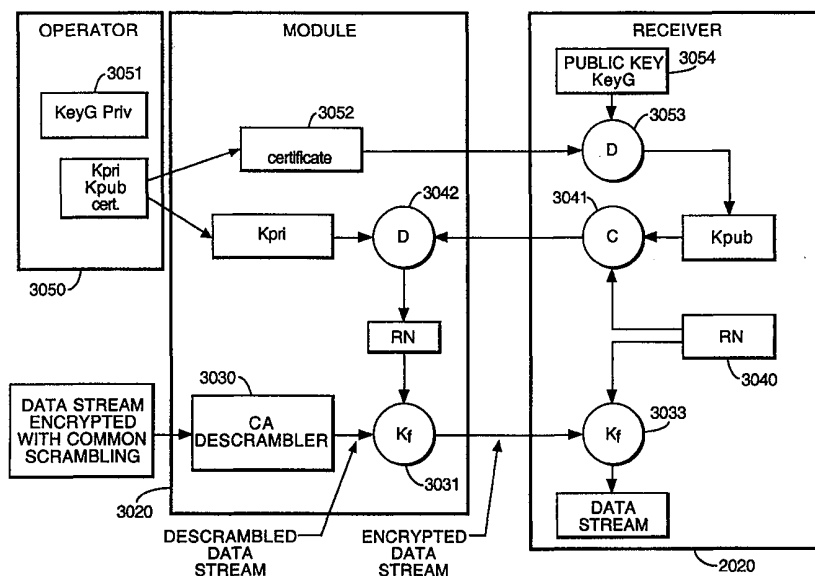 OPERATOR
MODULE
RECEIVER
3051
KeyG Priv
3052
certificate
PUBLIC KEY
KeyG
3054
3053
D
Kpri
Kpub
cert.
3042
3041
Kpri
D
C
Kpub
3050
RN
RN
3040
3030
3033
DATA STREAM
ENCRYPTED
WITH COMMON
SCRAMBLING
CA
DESCRAMBLER
Kf
Kf
3031
3020
DESCRAMBLED
DATA
STREAM
ENCRYPTED
DATA
STREAM
DATA
STREAM
2020